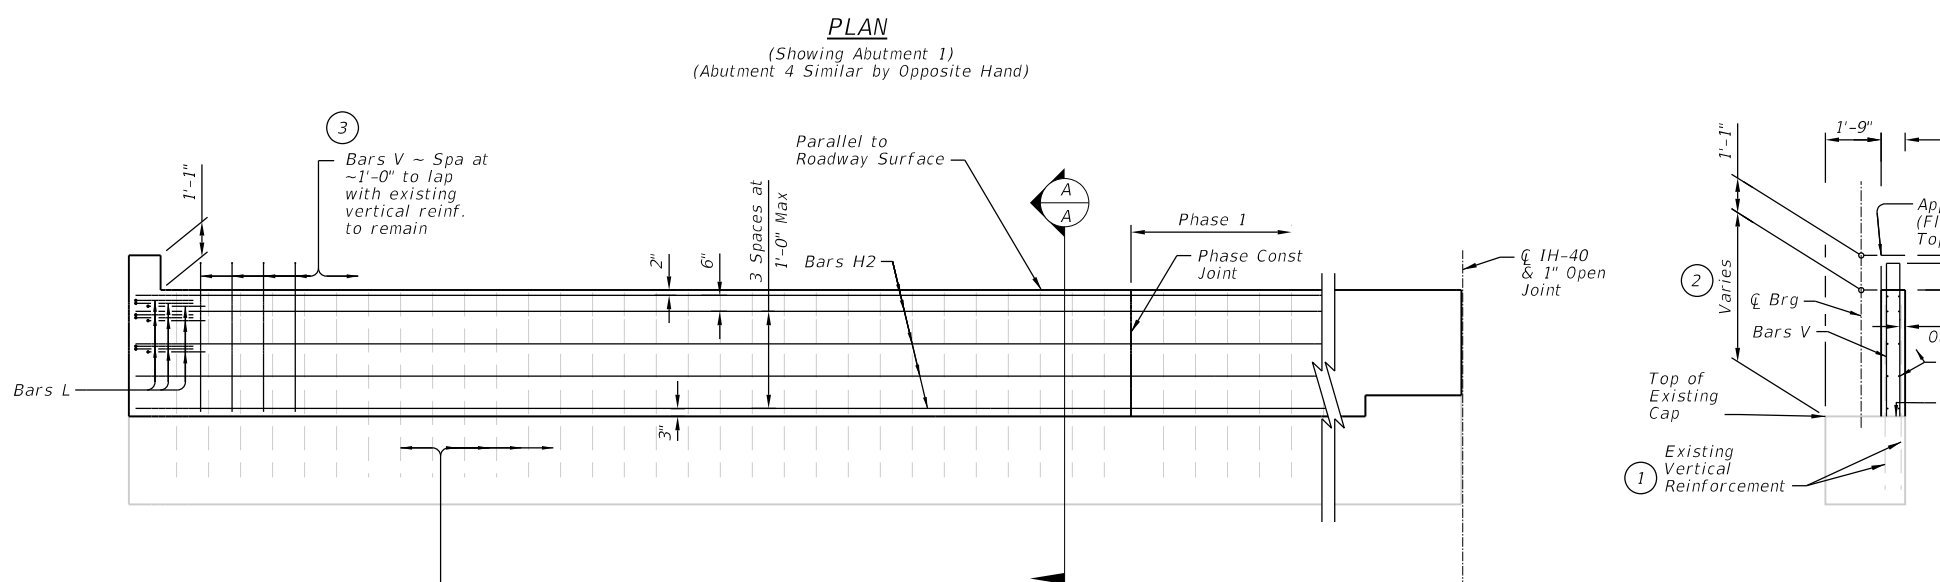 PLAN
(Showing Abutment 1)
(Abutment 4 Similar by Opposite Hand)
3
Bars V ~ Spa at
~1'-0" to lap
with existing
vertical reinf.
to remain
1'-1"
Parallel to
Roadway Surface
A
A
Phase 1
2"
6"
3 Spaces at
1'-0" Max
Bars H2
Phase Const
Joint
℄ IH-40
& 1" Open
Joint
Bars L
3"
1'-1"
1'-9"
2
Varies
℄ Brg
Bars V
Top of
Existing
Cap
1
Existing
Vertical
Reinforcement
(Fl